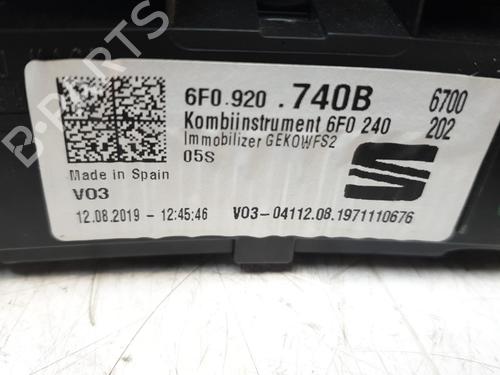 6F0.920 .740B 6700
Kombiinstrument 6F0 240 202
Immobilizer GEKOWFS2
05S
Made in Spain
V03
12.08.2019 - 12:45:46 V03-04112.08.1971110676
B-PARTS